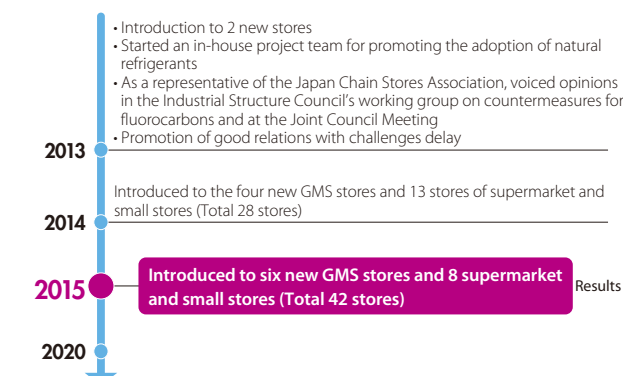 • Introduction to 2 new stores
• Started an in-house project team for promoting the adoption of natural
refrigerants
• As a representative of the Japan Chain Stores Association, voiced opinions
in the Industrial Structure Council's working group on countermeasures for
fluorocarbons and at the Joint Council Meeting
• Promotion of good relations with challenges delay
2013
Introduced to the four new GMS stores and 13 stores of supermarket and
small stores (Total 28 stores)
2014
Introduced to six new GMS stores and 8 supermarket
and small stores (Total 42 stores)
2015
Results
2020